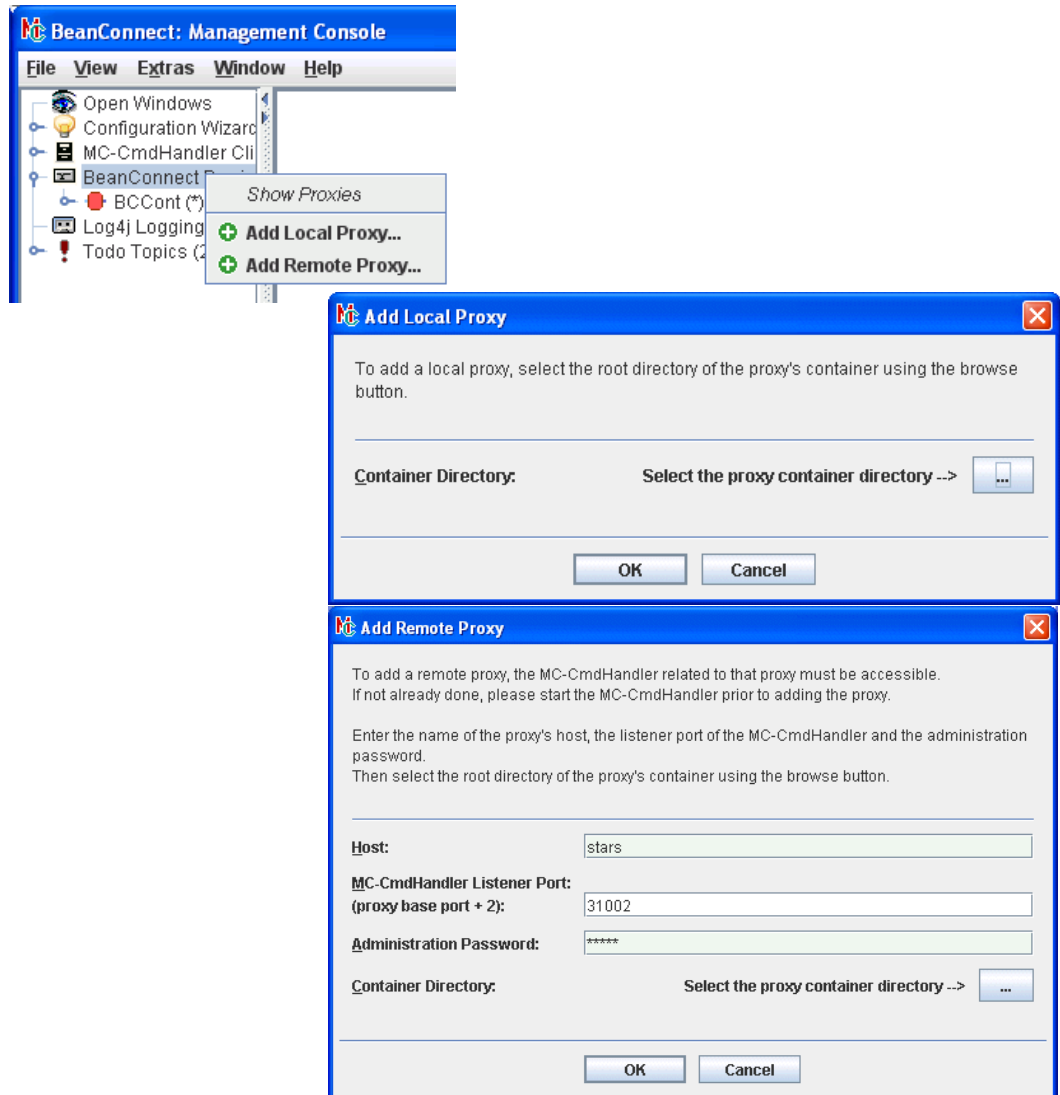 BeanConnect: Management Console
File View Extras Window Help
Open Windows
Configuration Wizard
MC-CmdHandler Cli
BeanConnect
BCCont (*)
Log4j Logging
Todo Topics (2
Show Proxies
Add Local Proxy...
Add Remote Proxy...
Add Local Proxy
To add a local proxy, select the root directory of the proxy's container using the browse
button.
Container Directory: Select the proxy container directory --> ...
OK Cancel
Add Remote Proxy
To add a remote proxy, the MC-CmdHandler related to that proxy must be accessible.
If not already done, please start the MC-CmdHandler prior to adding the proxy.
Enter the name of the proxy's host, the listener port of the MC-CmdHandler and the administration
password.
Then select the root directory of the proxy's container using the browse button.
Host: stars
MC-CmdHandler Listener Port:
(proxy base port + 2): 31002
Administration Password: *****
Container Directory: Select the proxy container directory --> ...
OK Cancel